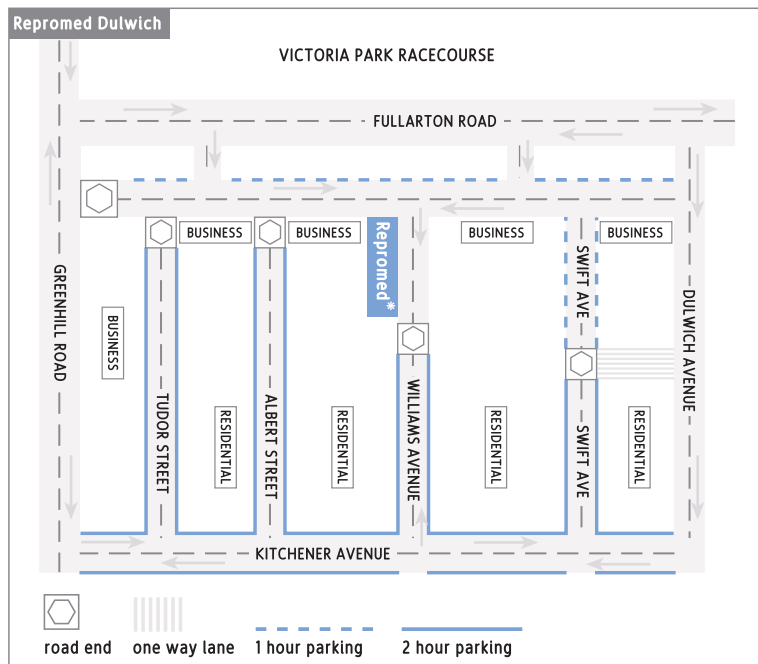 Repromed Dulwich
VICTORIA PARK RACECOURSE
FULLARTON ROAD
BUSINESS
BUSINESS
Repromed*
BUSINESS
BUSINESS
SWIFT AVE
GREENHILL ROAD
BUSINESS
DULWICH AVENUE
TUDOR STREET
RESIDENTIAL
ALBERT STREET
RESIDENTIAL
WILLIAMS AVENUE
RESIDENTIAL
SWIFT AVE
RESIDENTIAL
KITCHENER AVENUE
road end
one way lane
1 hour parking
2 hour parking